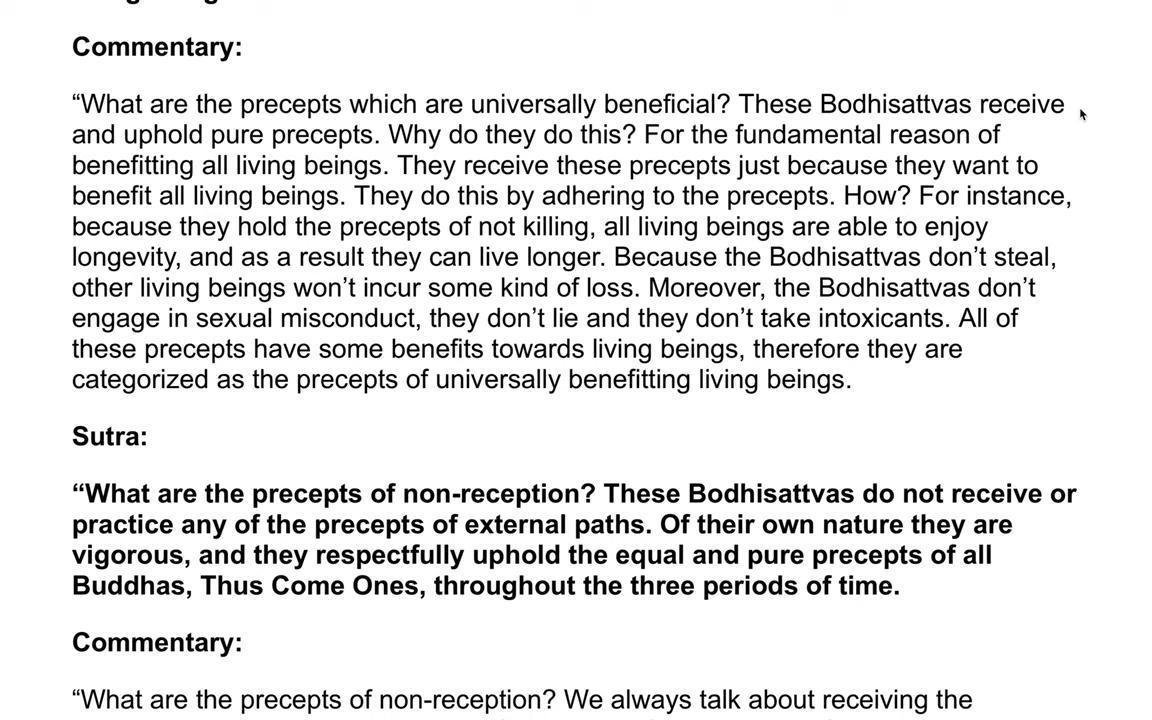 Commentary:
“What are the precepts which are universally beneficial? These Bodhisattvas receive
and uphold pure precepts. Why do they do this? For the fundamental reason of
benefitting all living beings. They receive these precepts just because they want to
benefit all living beings. They do this by adhering to the precepts. How? For instance,
because they hold the precepts of not killing, all living beings are able to enjoy
longevity, and as a result they can live longer. Because the Bodhisattvas don’t steal,
other living beings won’t incur some kind of loss. Moreover, the Bodhisattvas don’t
engage in sexual misconduct, they don’t lie and they don’t take intoxicants. All of
these precepts have some benefits towards living beings, therefore they are
categorized as the precepts of universally benefitting living beings.
Sutra:
“What are the precepts of non-reception? These Bodhisattvas do not receive or
practice any of the precepts of external paths. Of their own nature they are
vigorous, and they respectfully uphold the equal and pure precepts of all
Buddhas, Thus Come Ones, throughout the three periods of time.
Commentary:
“What are the precepts of non-reception? We always talk about receiving the